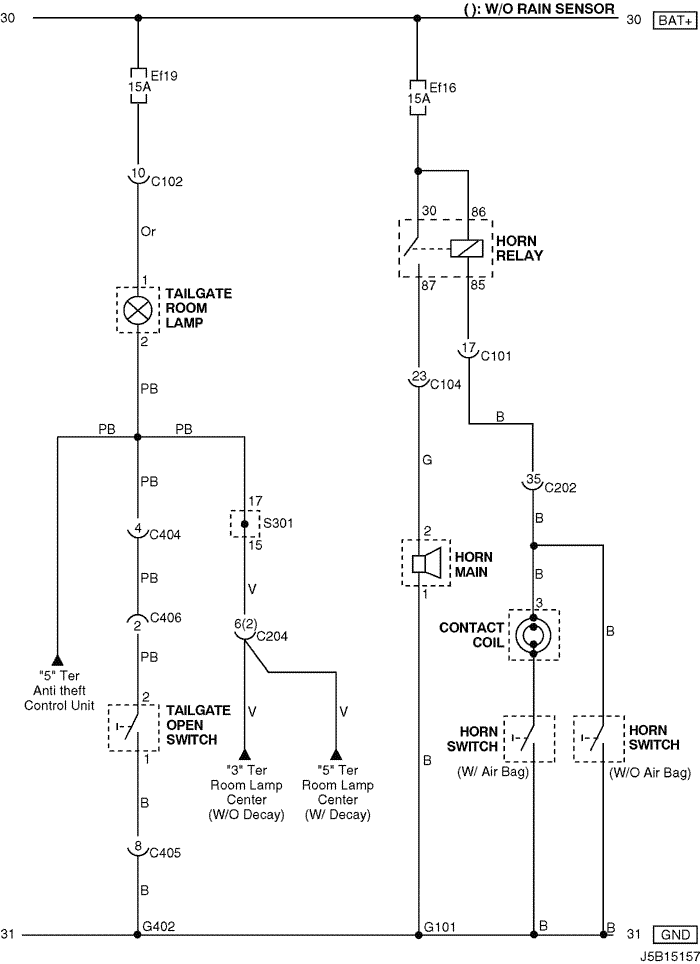 ( ): W/O RAIN SENSOR
30
30
BAT+
Ef19
15A
Ef16
15A
10
C102
Or
30
86
HORN
RELAY
87
85
1
TAILGATE
ROOM
LAMP
2
17
C101
23
C104
PB
B
PB
PB
G
PB
35
C202
17
S301
15
B
4
C404
2
HORN
MAIN
1
PB
V
B
3
C406
2
6(2)
C204
CONTACT
COIL
B
PB
"5" Ter
Anti theft
Control Unit
2
TAILGATE
OPEN
SWITCH
1
V
V
HORN
SWITCH
(W/ Air Bag)
HORN
SWITCH
(W/O Air Bag)
"3" Ter
Room Lamp
Center
(W/O Decay)
"5" Ter
Room Lamp
Center
(W/ Decay)
B
B
8
C405
B
31
G402
G101
B
B
31
GND
J5B15157